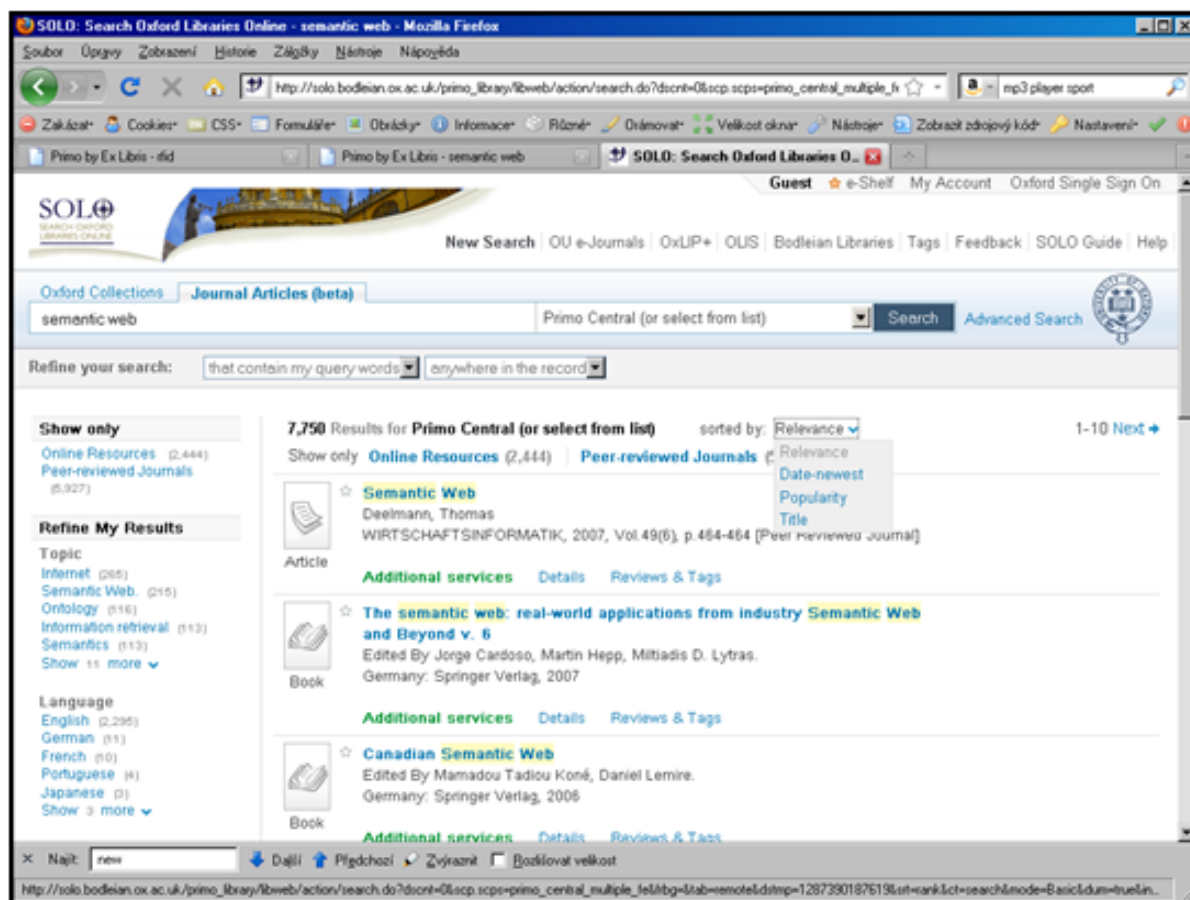 SOLO: Search Oxford Libraries Online - semantic web - Mozilla Firefox
Soubor Úpravy Zobrazení Historie Záložky Nástroje Nápověda
http://solo.bodleian.ox.ac.uk/primo_library/libweb/action/search.do?dscnt=0&scp.scps=primo_central_multiple_fe mp3 player sport
Zakázat Cookies CSS Formuláře Obrázky Informace Různé Orámovat Velikost okna Nástroje Zobrazit zdrojový kód Nastavení
Primo by Ex Libris - rfid Primo by Ex Libris - semantic web SOLO: Search Oxford Libraries O...
Guest e-Shelf My Account Oxford Single Sign On
SOLO
SEARCH OXFORD
LIBRARIES ONLINE
New Search OU e-Journals OxLIP+ OLIS Bodleian Libraries Tags Feedback SOLO Guide Help
Oxford Collections Journal Articles (beta)
semantic web Primo Central (or select from list) Search Advanced Search
Refine your search: that contain my query words anywhere in the record
Show only
Online Resources (2,444)
Peer-reviewed Journals
(5,927)
Refine My Results
Topic
Internet (265)
Semantic Web. (215)
Ontology (116)
Information retrieval (113)
Semantics (113)
Show 11 more
Language
English (2,295)
German (11)
French (10)
Portuguese (4)
Japanese (3)
Show 3 more
7,750 Results for Primo Central (or select from list) sorted by: Relevance 1-10 Next
Show only Online Resources (2,444) Peer-reviewed Journals (
Relevance
Date-newest
Popularity
Title
Semantic Web
Deelmann, Thomas
WIRTSCHAFTSINFORMATIK, 2007, Vol.49(6), p.464-464 [Peer Reviewed Journal]
Article
Additional services Details Reviews & Tags
The semantic web: real-world applications from industry Semantic Web
and Beyond v. 6
Edited By Jorge Cardoso, Martin Hepp, Miltiadis D. Lytras.
Germany: Springer Verlag, 2007
Book
Additional services Details Reviews & Tags
Canadian Semantic Web
Edited By Mamadou Tadiou Koné, Daniel Lemire.
Germany: Springer Verlag, 2006
Book
Additional services Details Reviews & Tags
Najít: new Další Předchozí Zvýraznit Rozlišovat velikost
http://solo.bodleian.ox.ac.uk/primo_library/libweb/action/search.do?dscnt=0&scp.scps=primo_central_multiple_fe&frbg=&tab=remote&dstmp=1287390187619&srt=rank&ct=search&mode=Basic&dum=true&in...